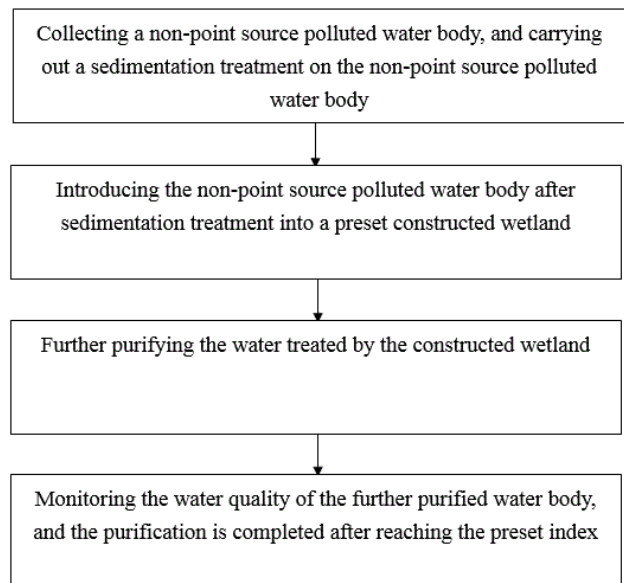 Collecting a non-point source polluted water body, and carrying
out a sedimentation treatment on the non-point source polluted
water body
Introducing the non-point source polluted water body after
sedimentation treatment into a preset constructed wetland
Further purifying the water treated by the constructed wetland
Monitoring the water quality of the further purified water body,
and the purification is completed after reaching the preset index